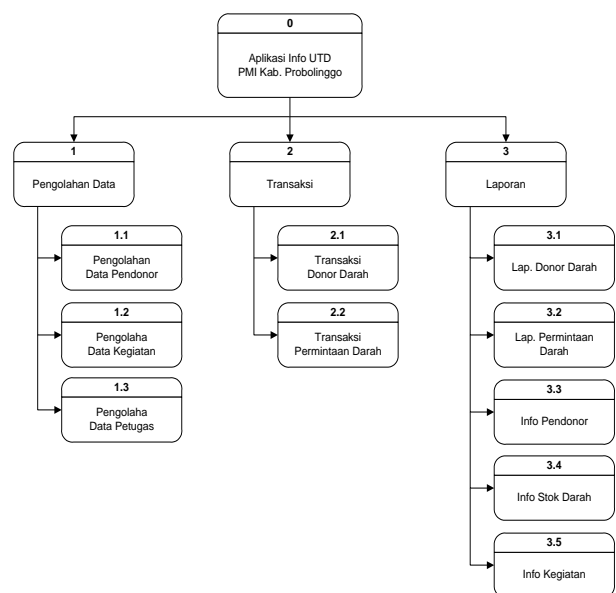 0
Aplikasi Info UTD
PMI Kab. Probolinggo
1
Pengolahan Data
2
Transaksi
3
Laporan
1.1
Pengolahan
Data Pendonor
1.2
Pengolaha
Data Kegiatan
1.3
Pengolaha
Data Petugas
2.1
Transaksi
Donor Darah
2.2
Transaksi
Permintaan Darah
3.1
Lap. Donor Darah
3.2
Lap. Permintaan
Darah
3.3
Info Pendonor
3.4
Info Stok Darah
3.5
Info Kegiatan